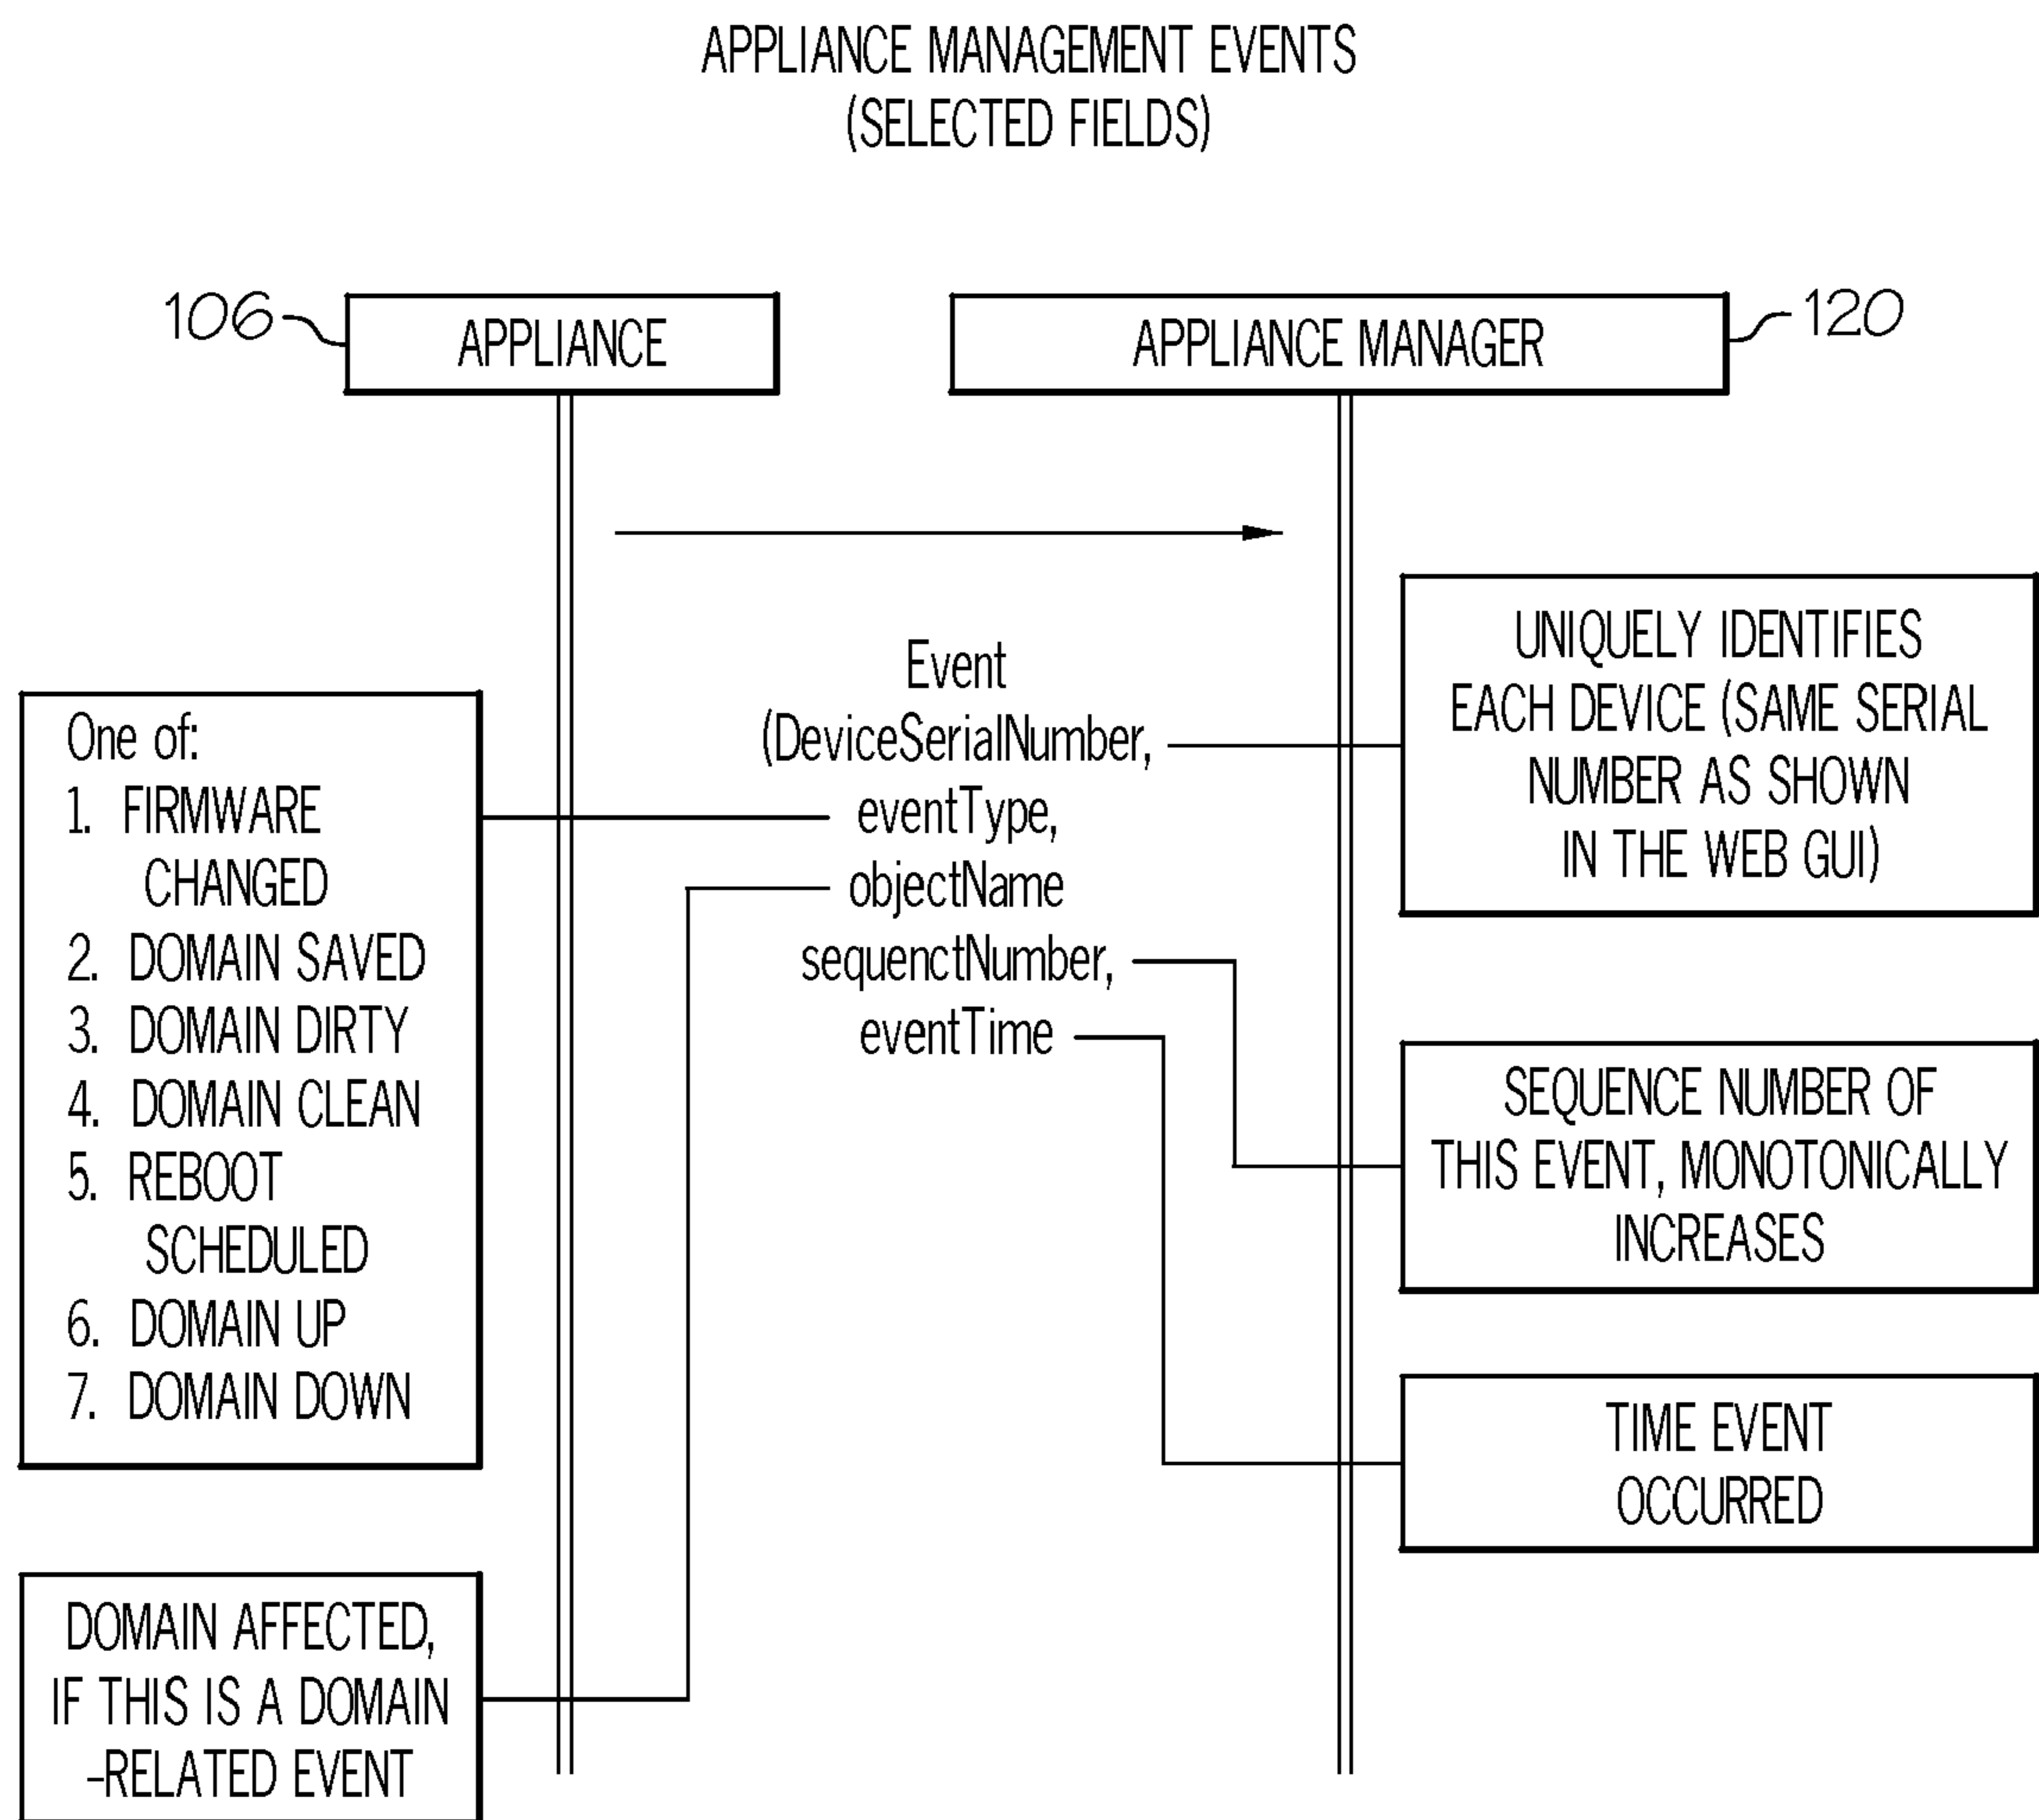 APPLIANCE MANAGEMENT EVENTS
(SELECTED FIELDS)
106
APPLIANCE
APPLIANCE MANAGER
120
Event
(DeviceSerialNumber,
eventType,
objectName
sequenctNumber,
eventTime
One of:
1. FIRMWARE
CHANGED
2. DOMAIN SAVED
3. DOMAIN DIRTY
4. DOMAIN CLEAN
5. REBOOT
SCHEDULED
6. DOMAIN UP
7. DOMAIN DOWN
DOMAIN AFFECTED,
IF THIS IS A DOMAIN
-RELATED EVENT
UNIQUELY IDENTIFIES
EACH DEVICE (SAME SERIAL
NUMBER AS SHOWN
IN THE WEB GUI)
SEQUENCE NUMBER OF
THIS EVENT, MONOTONICALLY
INCREASES
TIME EVENT
OCCURRED